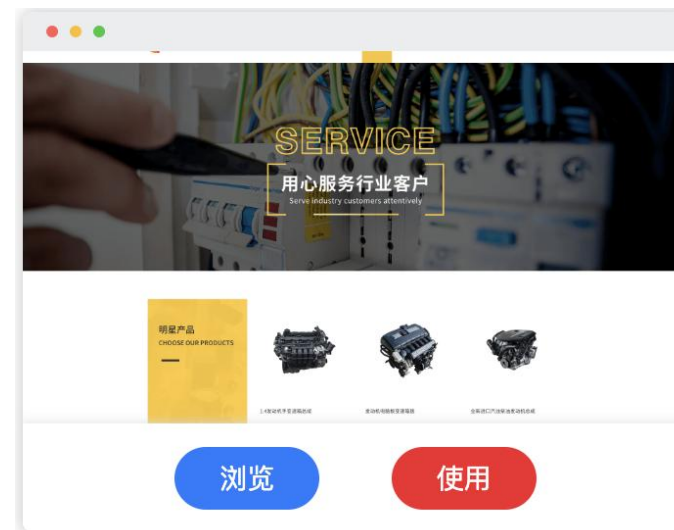 SERVICE
用心服务行业客户
Serve industry customers attentively
明星产品
CHOOSE OUR PRODUCTS
浏览
使用